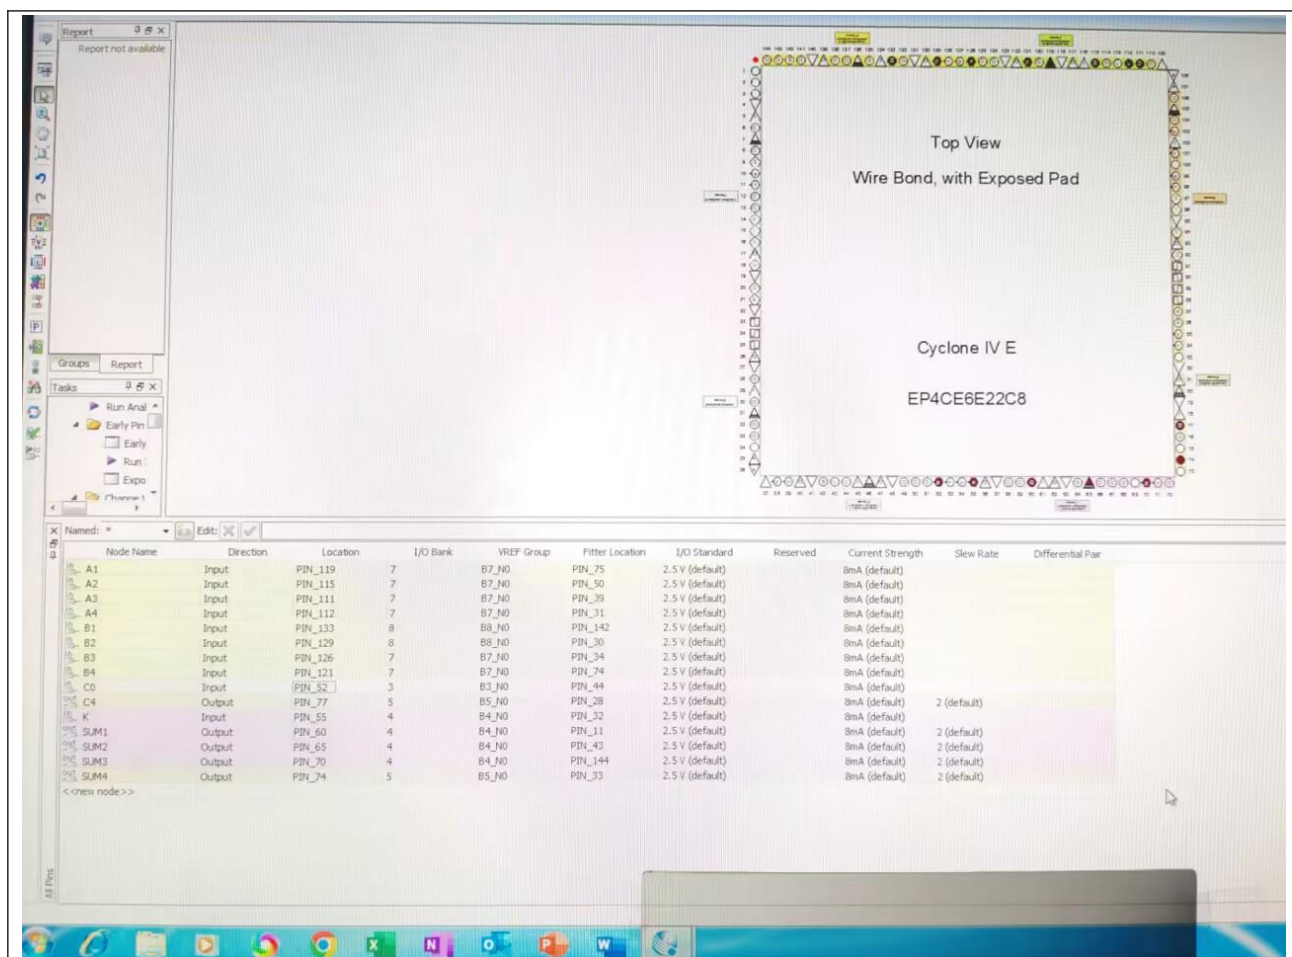 Report
Report not available
Top View
Wire Bond, with Exposed Pad
Cyclone IV E
EP4CE6E22C8
Groups Report
Tasks
Run Anal
Early Pin
Early
Run
Expo
Channel
Named: * Edit:
Node Name Direction Location I/O Bank VREF Group Fitter Location I/O Standard Reserved Current Strength Slew Rate Differential Pair
A1 Input PIN_119 7 B7_N0 PIN_75 2.5 V (default) 8mA (default)
A2 Input PIN_115 7 B7_N0 PIN_50 2.5 V (default) 8mA (default)
A3 Input PIN_111 7 B7_N0 PIN_39 2.5 V (default) 8mA (default)
A4 Input PIN_112 7 B7_N0 PIN_31 2.5 V (default) 8mA (default)
B1 Input PIN_133 8 B8_N0 PIN_142 2.5 V (default) 8mA (default)
B2 Input PIN_129 8 B8_N0 PIN_30 2.5 V (default) 8mA (default)
B3 Input PIN_126 7 B7_N0 PIN_34 2.5 V (default) 8mA (default)
B4 Input PIN_121 7 B7_N0 PIN_74 2.5 V (default) 8mA (default)
C0 Input PIN_52 3 B3_N0 PIN_44 2.5 V (default) 8mA (default)
C4 Output PIN_77 5 B5_N0 PIN_28 2.5 V (default) 8mA (default) 2 (default)
K Input PIN_55 4 B4_N0 PIN_32 2.5 V (default) 8mA (default)
SUM1 Output PIN_60 4 B4_N0 PIN_11 2.5 V (default) 8mA (default) 2 (default)
SUM2 Output PIN_65 4 B4_N0 PIN_43 2.5 V (default) 8mA (default) 2 (default)
SUM3 Output PIN_70 4 B4_N0 PIN_144 2.5 V (default) 8mA (default) 2 (default)
SUM4 Output PIN_74 5 B5_N0 PIN_33 2.5 V (default) 8mA (default) 2 (default)
<<new node>>
All Pins